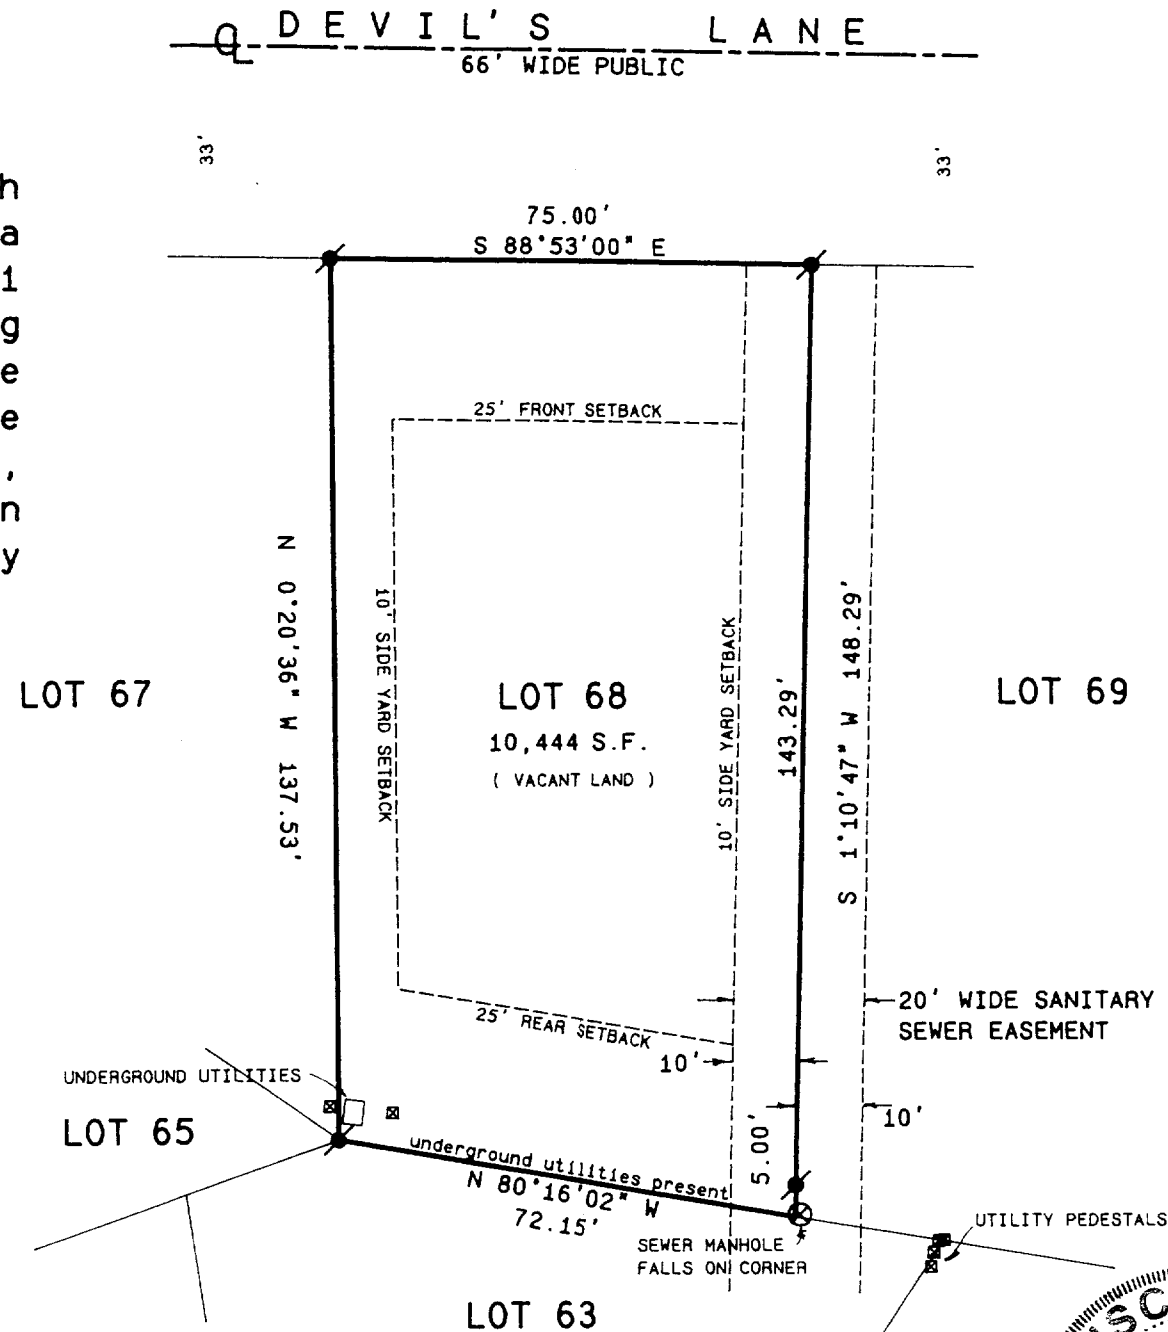 ℄ DEVIL'S LANE
66' WIDE PUBLIC
33'
33'
h
a
1
g
e
e
,
n
y
75.00'
S 88°53'00" E
25' FRONT SETBACK
N 0°20'36" W 137.53'
10' SIDE YARD SETBACK
LOT 67
LOT 68
10,444 S.F.
( VACANT LAND )
10' SIDE YARD SETBACK
143.29'
S 1°10'47" W 148.29'
LOT 69
20' WIDE SANITARY
SEWER EASEMENT
25' REAR SETBACK
10'
10'
5.00'
UNDERGROUND UTILITIES
LOT 65
underground utilities present
N 80°16'02" W
72.15'
SEWER MANHOLE
FALLS ON CORNER
UTILITY PEDESTALS
LOT 63
ISC